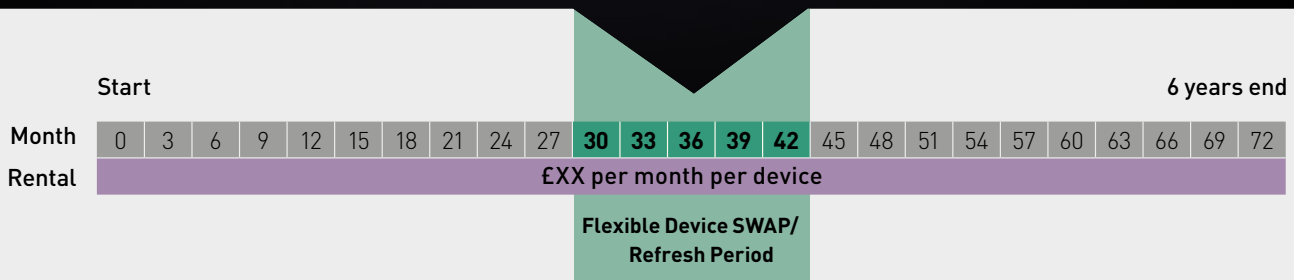 Start 6 years end
Month 0 3 6 9 12 15 18 21 24 27 30 33 36 39 42 45 48 51 54 57 60 63 66 69 72
Rental £XX per month per device
Flexible Device SWAP/
Refresh Period